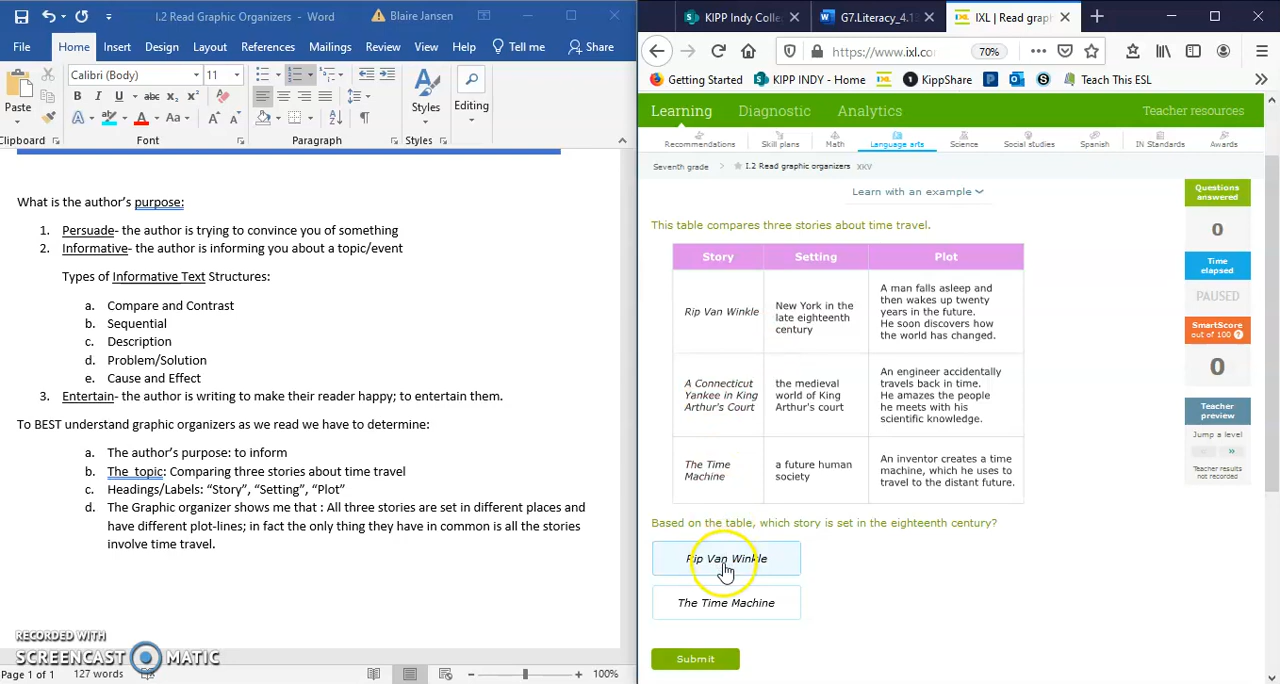 I.2 Read Graphic Organizers - Word
Blaire Jansen
File Home Insert Design Layout References Mailings Review View Help Tell me Share
Calibri (Body) 11
Paste
Styles
Editing
Clipboard Font Paragraph Styles
What is the author's purpose:
1. Persuade- the author is trying to convince you of something
2. Informative- the author is informing you about a topic/event
Types of Informative Text Structures:
a. Compare and Contrast
b. Sequential
c. Description
d. Problem/Solution
e. Cause and Effect
3. Entertain- the author is writing to make their reader happy; to entertain them.
To BEST understand graphic organizers as we read we have to determine:
a. The author's purpose: to inform
b. The topic: Comparing three stories about time travel
c. Headings/Labels: "Story", "Setting", "Plot"
d. The Graphic organizer shows me that : All three stories are set in different places and
have different plot-lines; in fact the only thing they have in common is all the stories
involve time travel.
RECORDED WITH
SCREENCAST MATIC
Page 1 of 1 127 words 100%
KIPP Indy Colle G7.Literacy_4.1 IXL | Read grap
https://www.ixl.co 70%
Getting Started KIPP INDY - Home KIPPShare Teach This ESL
Learning Diagnostic Analytics Teacher resources
Recommendations Skill plans Math Language arts Science Social studies Spanish IN Standards Awards
Seventh grade I.2 Read graphic organizers XKV
Learn with an example
This table compares three stories about time travel.
Story Setting Plot
Rip Van Winkle
New York in the
late eighteenth
century
A man falls asleep and
then wakes up twenty
years in the future.
He soon discovers how
the world has changed.
A Connecticut
Yankee in King
Arthur's Court
the medieval
world of King
Arthur's court
An engineer accidentally
travels back in time.
He amazes the people
he meets with his
scientific knowledge.
The Time
Machine
a future human
society
An inventor creates a time
machine, which he uses to
travel to the distant future.
Based on the table, which story is set in the eighteenth century?
Rip Van Winkle
The Time Machine
Submit
Questions
answered
0
Time
elapsed
PAUSED
SmartScore
out of 100
0
Teacher
preview
Jump a level
Teacher results
not recorded